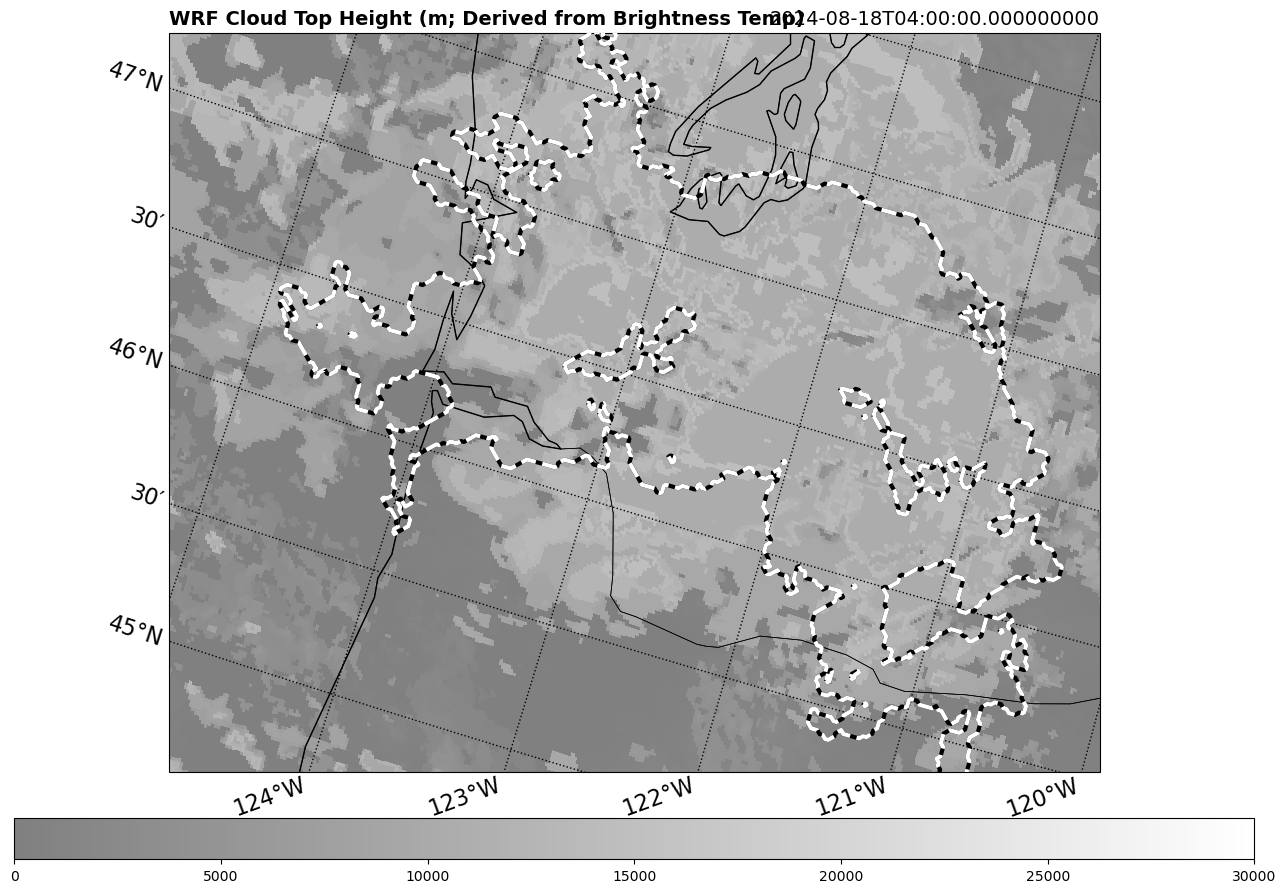 WRF Cloud Top Height (m; Derived from Brightness Temp)
2024-08-18T04:00:00.000000000
47°N
30′
46°N
30′
45°N
124°W 123°W 122°W 121°W 120°W
0 5000 10000 15000 20000 25000 30000